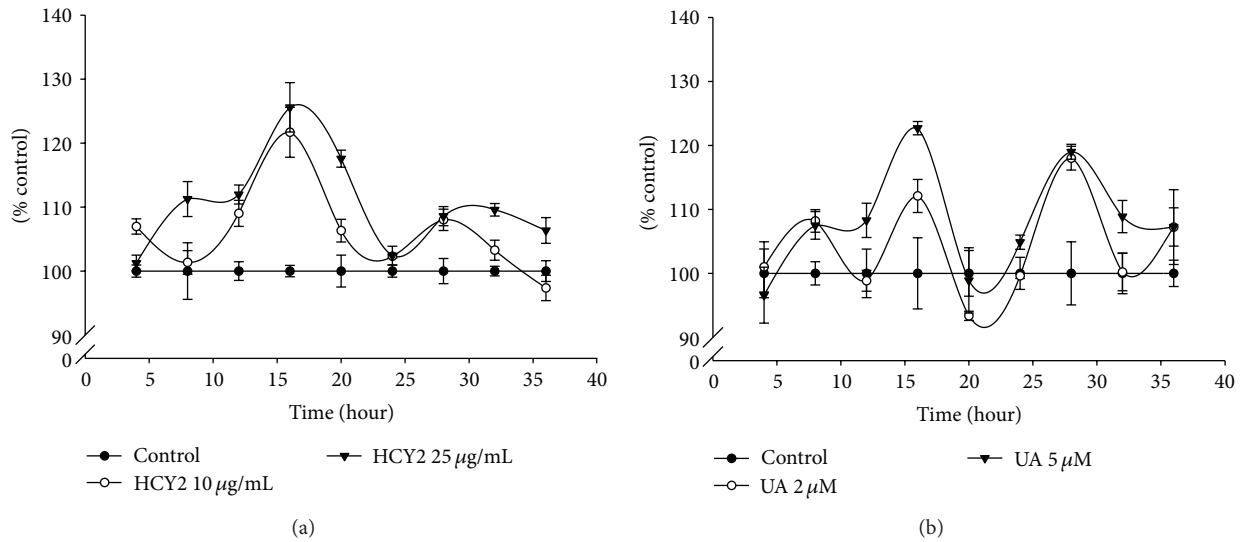 140
130
120
110
100
90
0
(% control)
0 5 10 15 20 25 30 35 40
Time (hour)
Control
HCY2 10 μg/mL
HCY2 25 μg/mL
(a)
140
130
120
110
100
90
0
(% control)
0 5 10 15 20 25 30 35 40
Time (hour)
Control
UA 2 μM
UA 5 μM
(b)